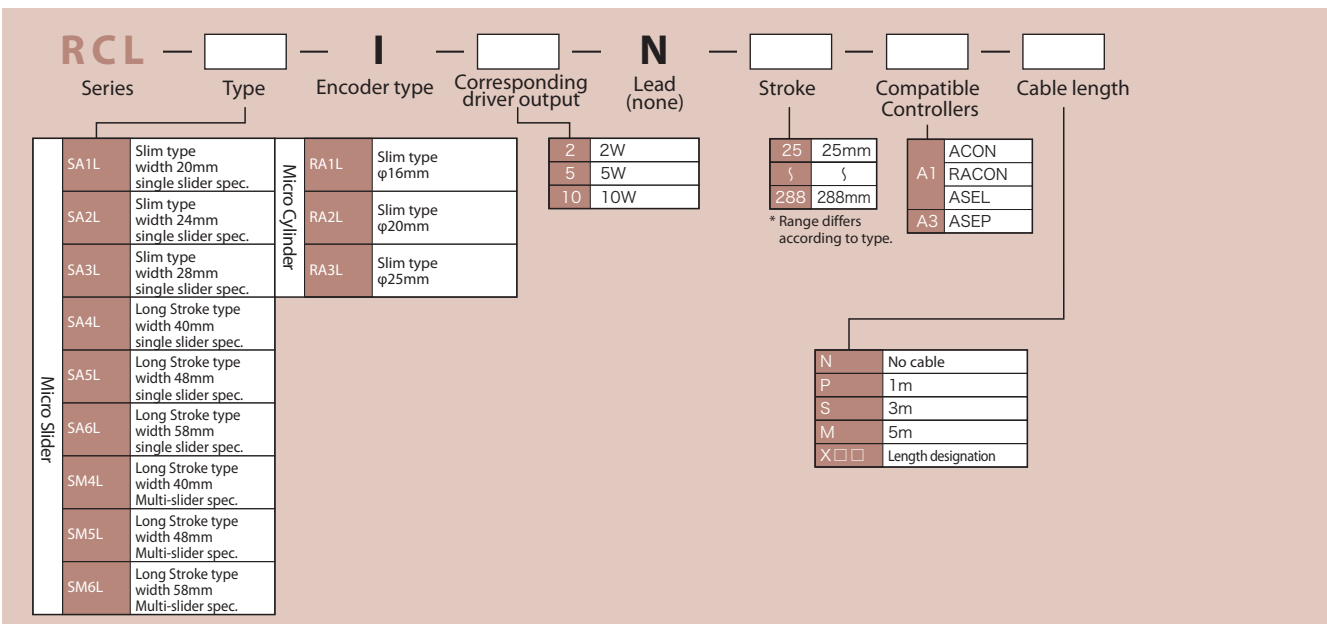 RCL — — I — — N — — —
Series
Type
Encoder type
Corresponding
driver output
Lead
(none)
Stroke
Compatible
Controllers
Cable length
Micro Slider
SA1L
Slim type
width 20mm
single slider spec.
SA2L
Slim type
width 24mm
single slider spec.
SA3L
Slim type
width 28mm
single slider spec.
SA4L
Long Stroke type
width 40mm
single slider spec.
SA5L
Long Stroke type
width 48mm
single slider spec.
SA6L
Long Stroke type
width 58mm
single slider spec.
SM4L
Long Stroke type
width 40mm
Multi-slider spec.
SM5L
Long Stroke type
width 48mm
Multi-slider spec.
SM6L
Long Stroke type
width 58mm
Multi-slider spec.
Micro Cylinder
RA1L
Slim type
φ16mm
RA2L
Slim type
φ20mm
RA3L
Slim type
φ25mm
2 2W
5 5W
10 10W
25 25mm
〜 〜
288 288mm
* Range differs
according to type.
A1
ACON
RACON
ASEL
A3 ASEP
N No cable
P 1m
S 3m
M 5m
X□□ Length designation